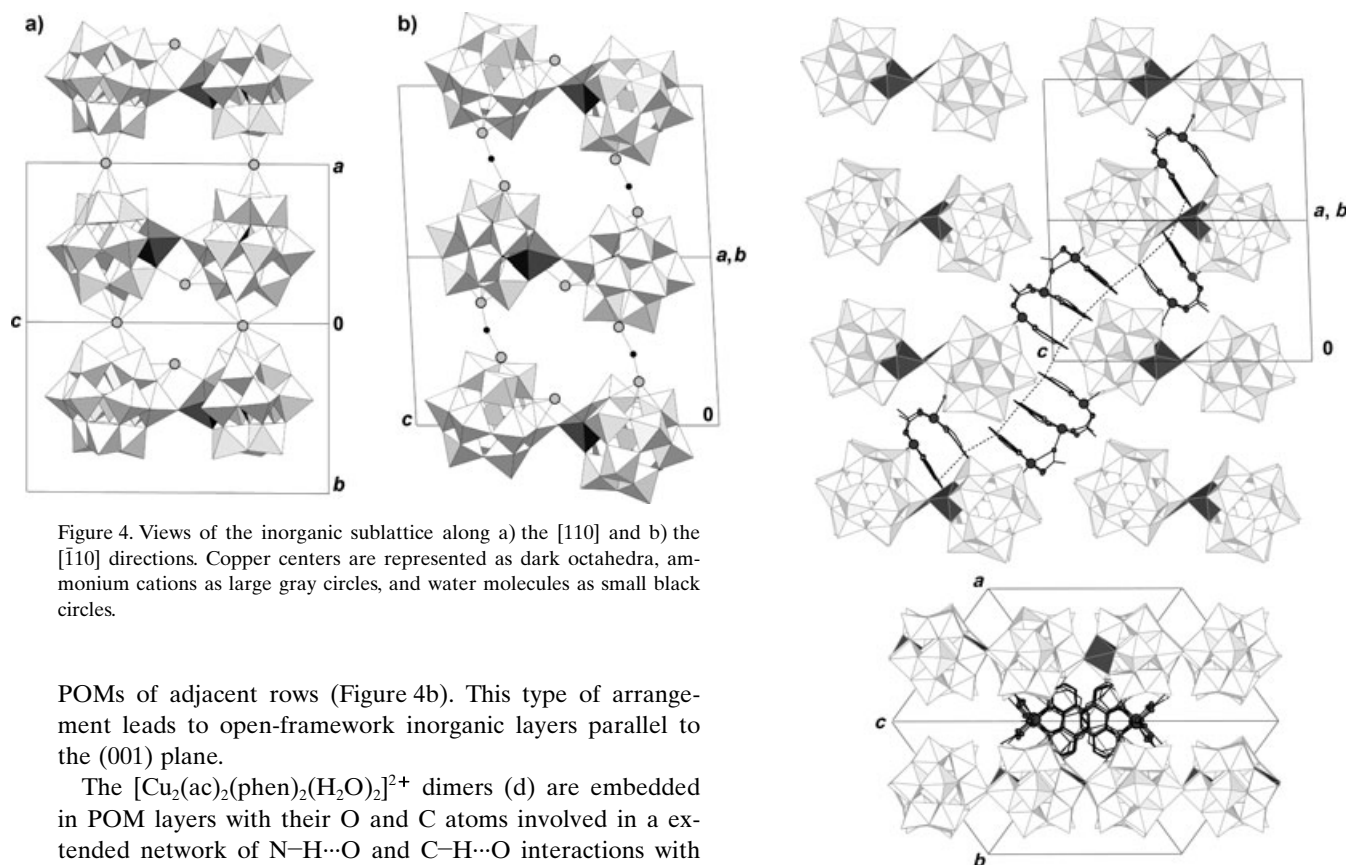 a)
a
c
0
b
b)
a, b
c
0
a, b
c
0
a
c
b
Figure 4. Views of the inorganic sublattice along a) the [110] and b) the
[1̄10] directions. Copper centers are represented as dark octahedra, am-
monium cations as large gray circles, and water molecules as small black
circles.
POMs of adjacent rows (Figure 4b). This type of arrange-
ment leads to open-framework inorganic layers parallel to
the (001) plane.
The [Cu₂(ac)₂(phen)₂(H₂O)₂]²⁺ dimers (d) are embedded
in POM layers with their O and C atoms involved in a ex-
tended network of N−H···O and C−H···O interactions with